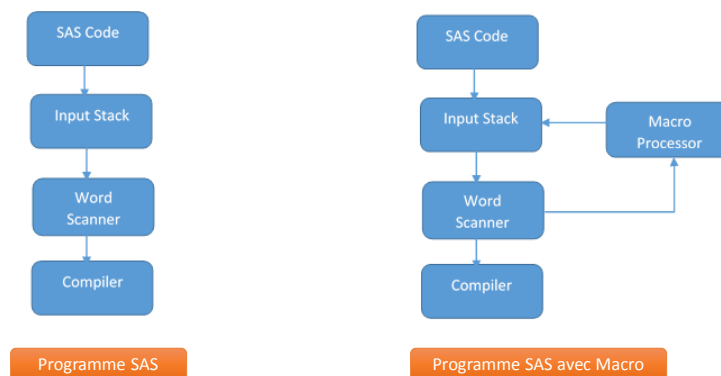 SAS Code
Input Stack
Word
Scanner
Compiler
Programme SAS
SAS Code
Input Stack
Macro
Processor
Word
Scanner
Compiler
Programme SAS avec Macro